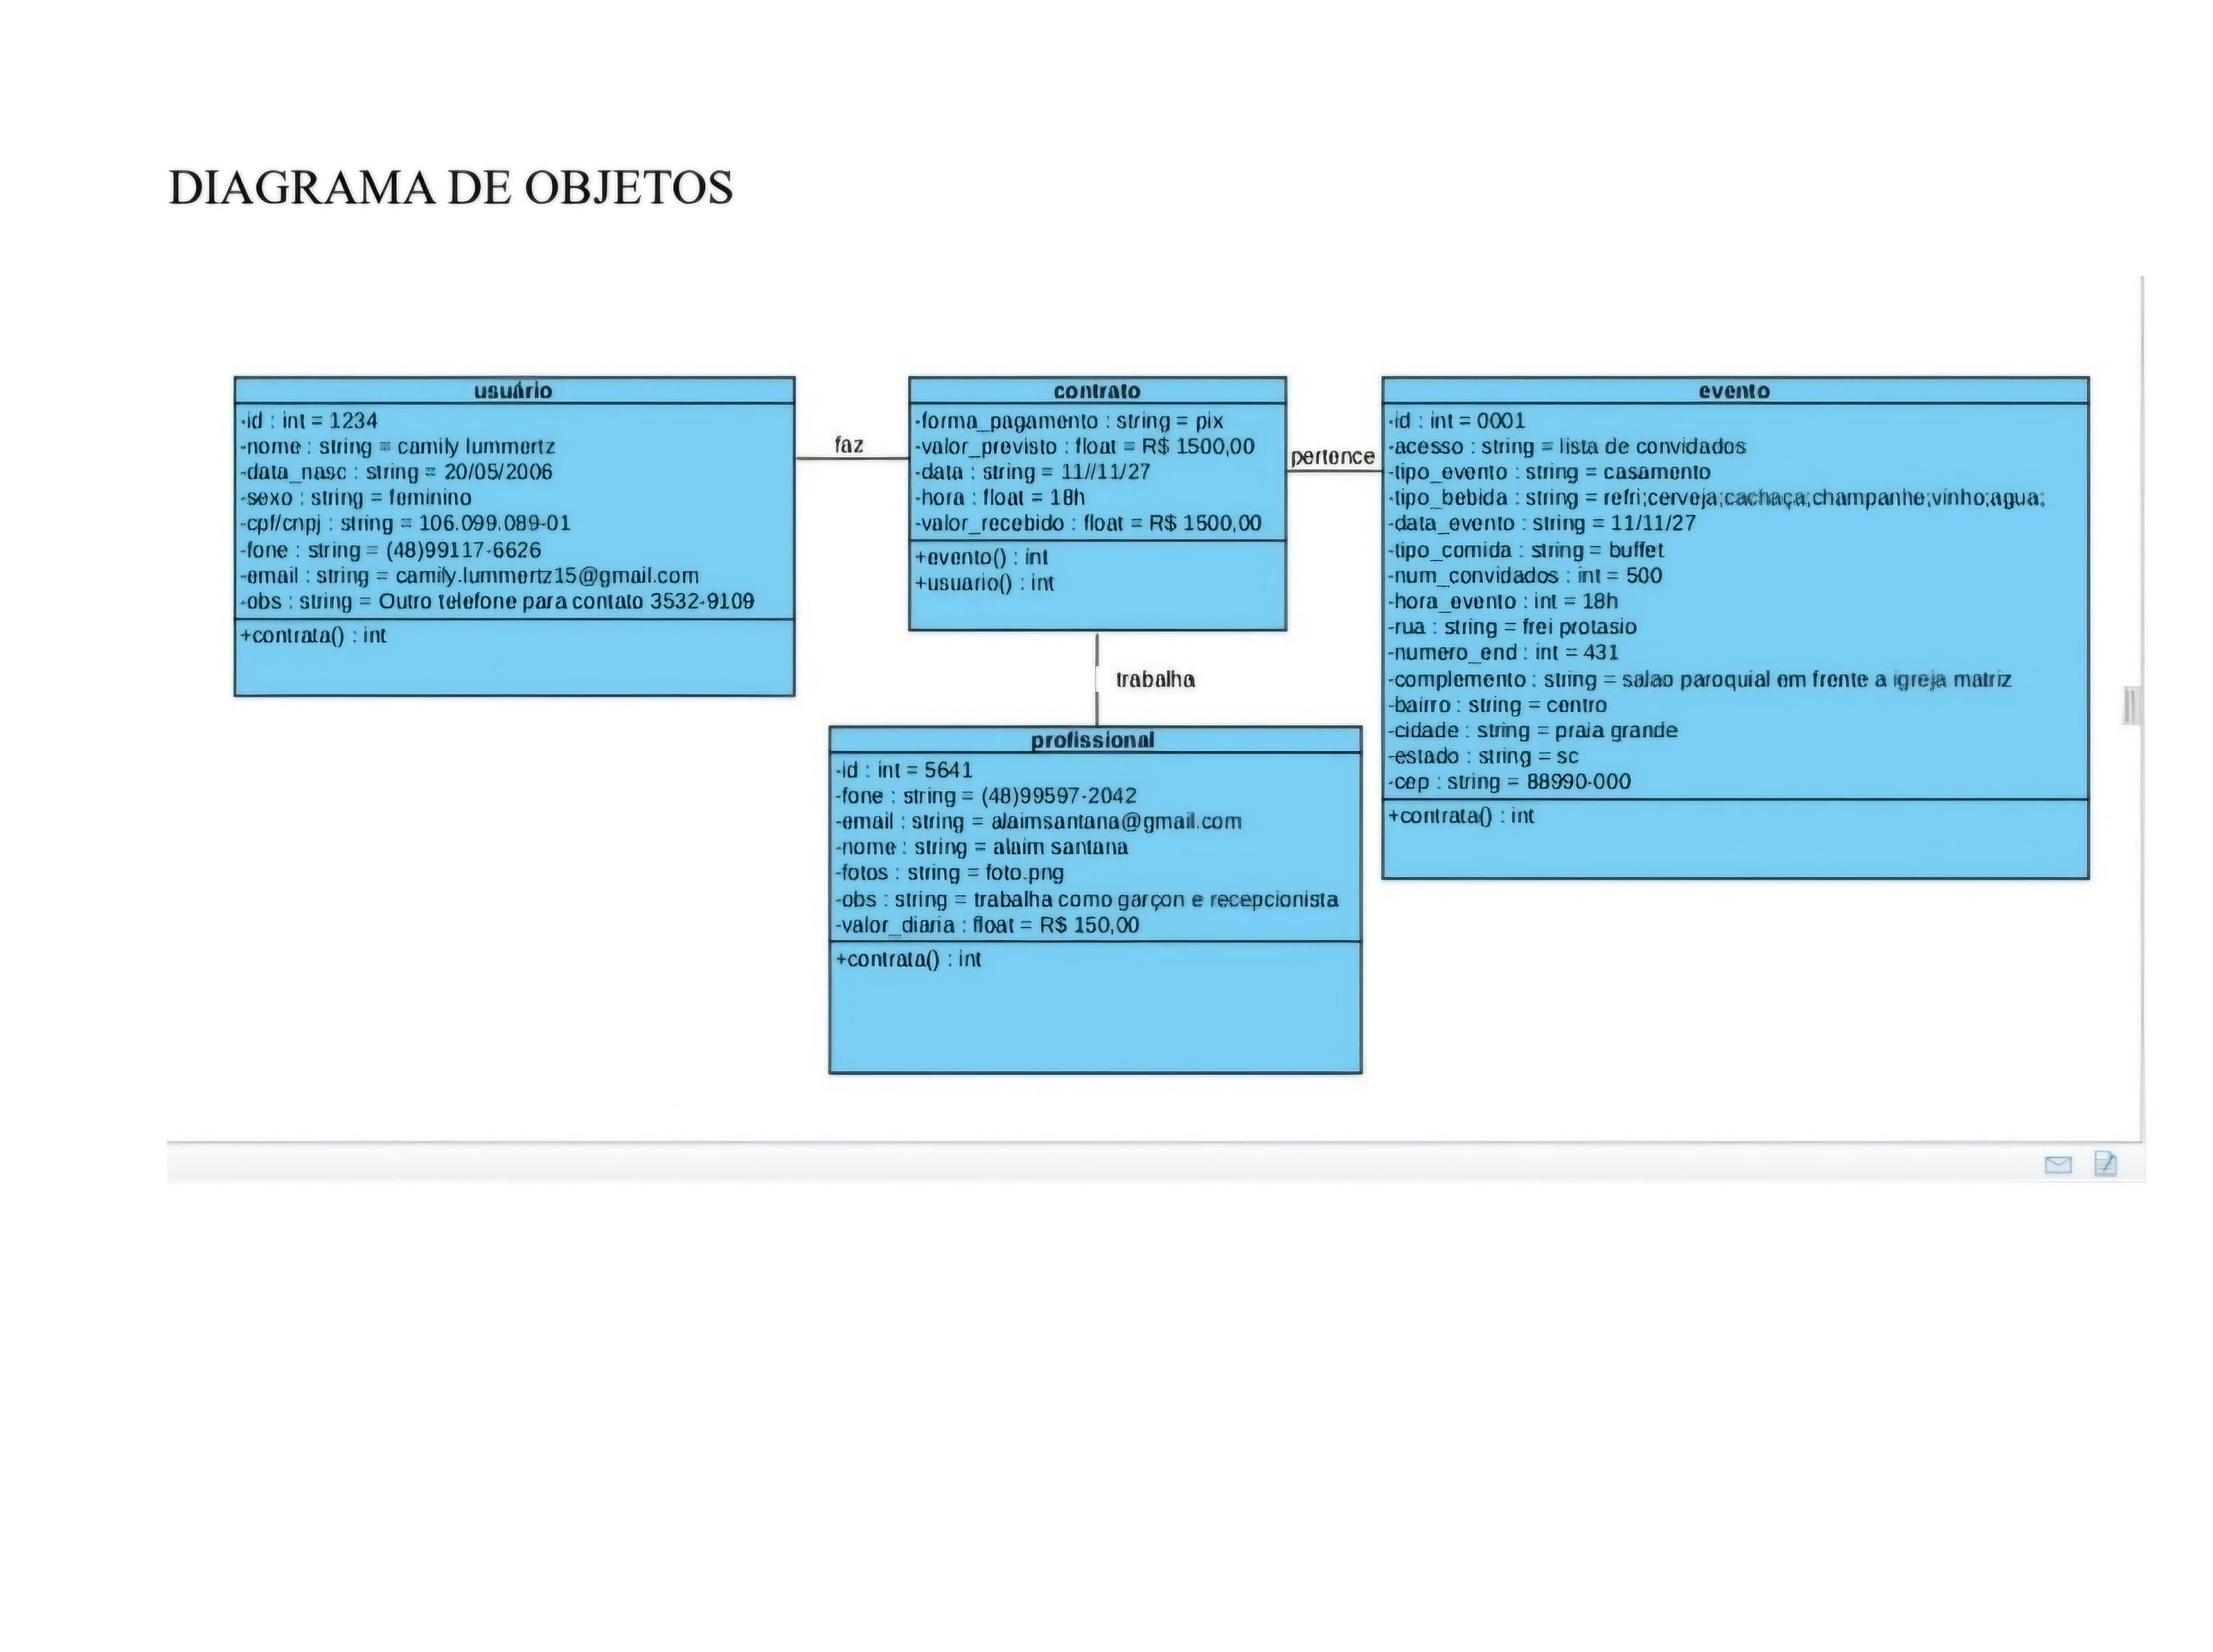 DIAGRAMA DE OBJETOS
usuário
-id : int = 1234
-nome : string = camily lummertz
-data_nasc : string = 20/05/2006
-sexo : string = feminino
-cpf/cnpj : string = 106.099.089-01
-fone : string = (48)99117-6626
-email : string = camily.lummertz15@gmail.com
-obs : string = Outro telefone para contato 3532-9109
+contrata() : int
faz
contrato
-forma_pagamento : string = pix
-valor_previsto : float = R$ 1500,00
-data : string = 11//11/27
-hora : float = 18h
-valor_recebido : float = R$ 1500,00
+evento() : int
+usuario() : int
pertence
evento
-id : int = 0001
-acesso : string = lista de convidados
-tipo_evento : string = casamento
-tipo_bebida : string = refri;cerveja;cachaça;champanhe;vinho;agua;
-data_evento : string = 11/11/27
-tipo_comida : string = buffet
-num_convidados : int = 500
-hora_evento : int = 18h
-rua : string = frei protasio
-numero_end : int = 431
-complemento : string = salao paroquial em frente a igreja matriz
-bairro : string = centro
-cidade : string = praia grande
-estado : string = sc
-cep : string = 88990-000
+contrata() : int
trabalha
profissional
-id : int = 5641
-fone : string = (48)99597-2042
-email : string = alaimsantana@gmail.com
-nome : string = alaim santana
-fotos : string = foto.png
-obs : string = trabalha como garçon e recepcionista
-valor_diaria : float = R$ 150,00
+contrata() : int